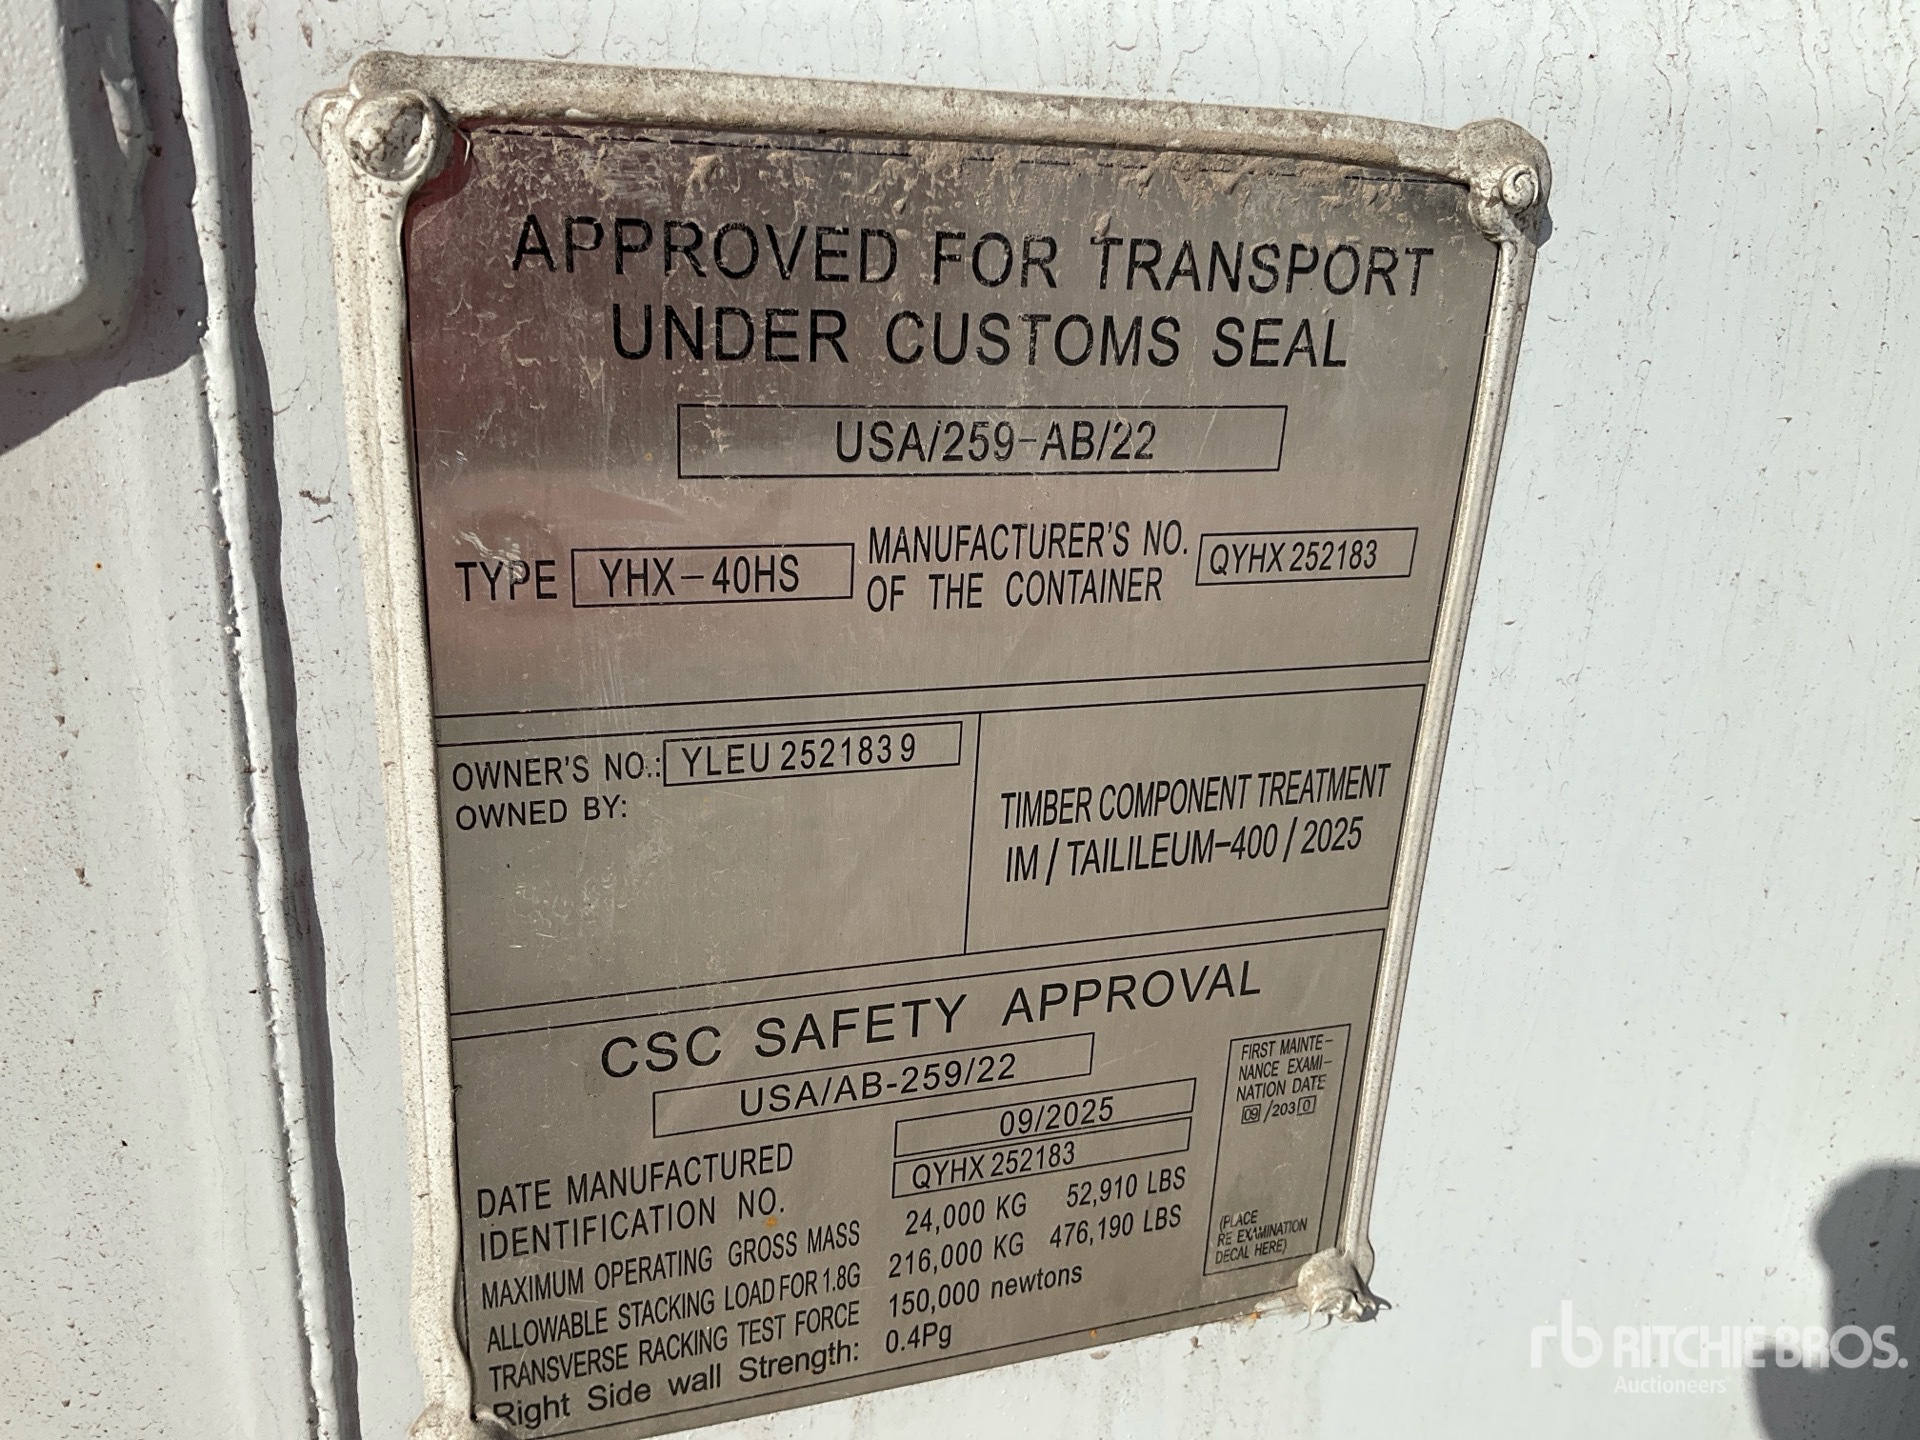 APPROVED FOR TRANSPORT
UNDER CUSTOMS SEAL
USA/259-AB/22
TYPE YHX-40HS MANUFACTURER'S NO. OF THE CONTAINER QYHX 252183
OWNER'S NO.: YLEU 252183 9
OWNED BY:
TIMBER COMPONENT TREATMENT
IM / TAILILEUM-400 / 2025
CSC SAFETY APPROVAL
USA/AB-259/22
DATE MANUFACTURED 09/2025
IDENTIFICATION NO. QYHX 252183
MAXIMUM OPERATING GROSS MASS 24,000 KG 52,910 LBS
ALLOWABLE STACKING LOAD FOR 1.8G 216,000 KG 476,190 LBS
TRANSVERSE RACKING TEST FORCE 150,000 newtons
Right Side wall Strength: 0.4Pg
FIRST MAINTE-
NANCE EXAMI-
NATION DATE
09 /203 0
(PLACE
RE EXAMINATION
DECAL HERE)
rb RITCHIE BROS.
Auctioneers